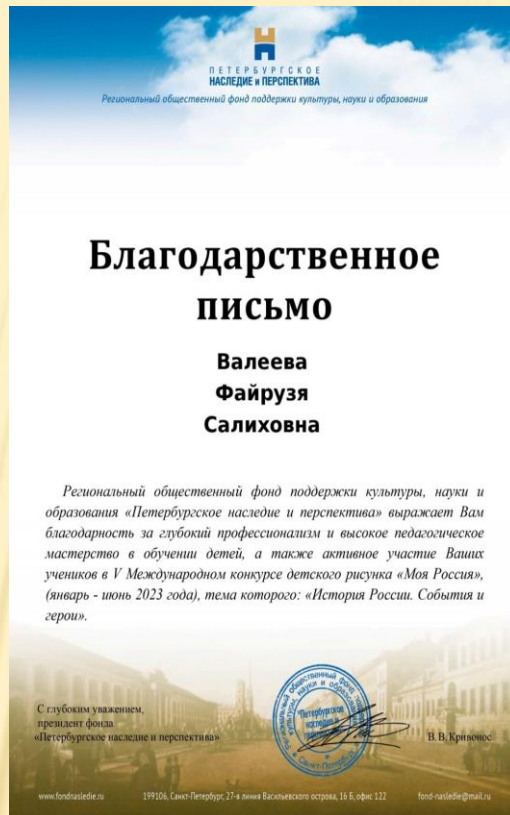 ПЕТЕРБУРГСКОЕ
НАСЛЕДИЕ и ПЕРСПЕКТИВА
Региональный общественный фонд поддержки культуры, науки и образования
Благодарственное
письмо
Валеева
Файрузя
Салиховна
Региональный общественный фонд поддержки культуры, науки и
образования «Петербургское наследие и перспектива» выражает Вам
благодарность за глубокий профессионализм и высокое педагогическое
мастерство в обучении детей, а также активное участие Ваших
учеников в V Международном конкурсе детского рисунка «Моя Россия»,
(январь - июнь 2023 года), тема которого: «История России. События и
герои».
С глубоким уважением,
президент фонда
«Петербургское наследие и перспектива»
В. В. Кривонос
www.fondnasledie.ru
199106, Санкт-Петербург, 27-я линия Васильевского острова, 16 Б, офис 122
fond-nasledie@mail.ru